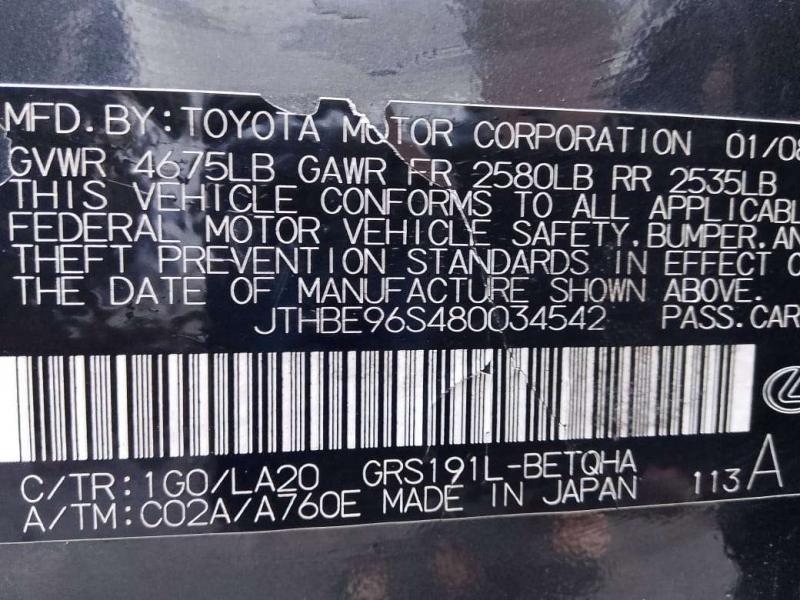 MFD. BY: TOYOTA MOTOR CORPORATION 01/08
GVWR 4675LB GAWR FR 2580LB RR 2535LB
THIS VEHICLE CONFORMS TO ALL APPLICABL
FEDERAL MOTOR VEHICLE SAFETY, BUMPER, AN
THEFT PREVENTION STANDARDS IN EFFECT O
THE DATE OF MANUFACTURE SHOWN ABOVE.
JTHBE96S480034542 PASS. CAR
C/TR: 1G0/LA20 GRS191L-BETQHA 113 A
A/TM: C02A/A760E MADE IN JAPAN